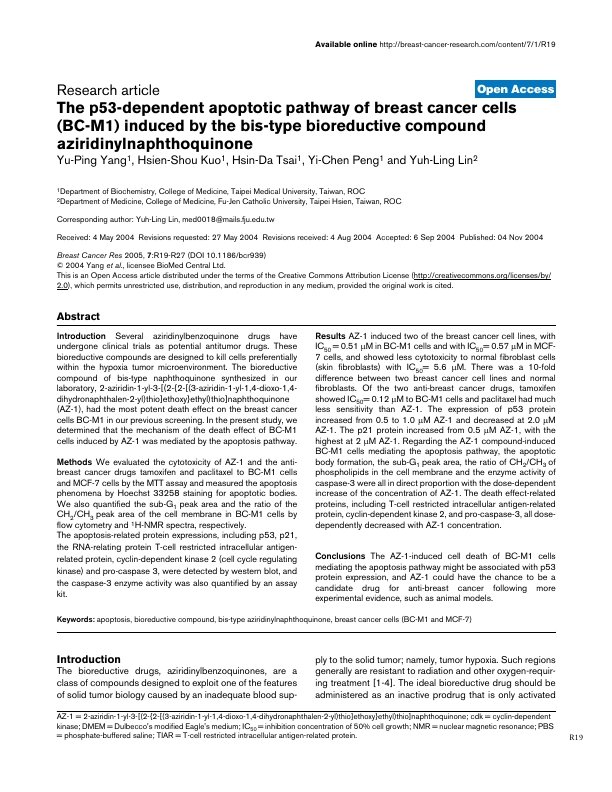 Available online http://breast-cancer-research.com/content/7/1/R19
Research article
Open Access
The p53-dependent apoptotic pathway of breast cancer cells
(BC-M1) induced by the bis-type bioreductive compound
aziridinylnaphthoquinone
Yu-Ping Yang1, Hsien-Shou Kuo1, Hsin-Da Tsai1, Yi-Chen Peng1 and Yuh-Ling Lin2
1Department of Biochemistry, College of Medicine, Taipei Medical University, Taiwan, ROC
2Department of Medicine, College of Medicine, Fu-Jen Catholic University, Taipei Hsien, Taiwan, ROC
Corresponding author: Yuh-Ling Lin, med0018@mails.fju.edu.tw
Received: 4 May 2004 Revisions requested: 27 May 2004 Revisions received: 4 Aug 2004 Accepted: 6 Sep 2004 Published: 04 Nov 2004
Breast Cancer Res 2005, 7:R19-R27 (DOI 10.1186/bcr939)
© 2004 Yang et al., licensee BioMed Central Ltd.
This is an Open Access article distributed under the terms of the Creative Commons Attribution License (http://creativecommons.org/licenses/by/
2.0), which permits unrestricted use, distribution, and reproduction in any medium, provided the original work is cited.
Abstract
Introduction Several aziridinylbenzoquinone drugs have
undergone clinical trials as potential antitumor drugs. These
bioreductive compounds are designed to kill cells preferentially
within the hypoxia tumor microenvironment. The bioreductive
compound of bis-type naphthoquinone synthesized in our
laboratory, 2-aziridin-1-yl-3-[(2-{2-[(3-aziridin-1-yl-1,4-dioxo-1,4-
dihydronaphthalen-2-yl)thio]ethoxy}ethyl)thio]naphthoquinone
(AZ-1), had the most potent death effect on the breast cancer
cells BC-M1 in our previous screening. In the present study, we
determined that the mechanism of the death effect of BC-M1
cells induced by AZ-1 was mediated by the apoptosis pathway.
Methods We evaluated the cytotoxicity of AZ-1 and the anti-
breast cancer drugs tamoxifen and paclitaxel to BC-M1 cells
and MCF-7 cells by the MTT assay and measured the apoptosis
phenomena by Hoechst 33258 staining for apoptotic bodies.
We also quantified the sub-G1 peak area and the ratio of the
CH2/CH3 peak area of the cell membrane in BC-M1 cells by
flow cytometry and 1H-NMR spectra, respectively.
The apoptosis-related protein expressions, including p53, p21,
the RNA-relating protein T-cell restricted intracellular antigen-
related protein, cyclin-dependent kinase 2 (cell cycle regulating
kinase) and pro-caspase 3, were detected by western blot, and
the caspase-3 enzyme activity was also quantified by an assay
kit.
Results AZ-1 induced two of the breast cancer cell lines, with
IC50 = 0.51 µM in BC-M1 cells and with IC50= 0.57 µM in MCF-
7 cells, and showed less cytotoxicity to normal fibroblast cells
(skin fibroblasts) with IC50= 5.6 µM. There was a 10-fold
difference between two breast cancer cell lines and normal
fibroblasts. Of the two anti-breast cancer drugs, tamoxifen
showed IC50= 0.12 µM to BC-M1 cells and paclitaxel had much
less sensitivity than AZ-1. The expression of p53 protein
increased from 0.5 to 1.0 µM AZ-1 and decreased at 2.0 µM
AZ-1. The p21 protein increased from 0.5 µM AZ-1, with the
highest at 2 µM AZ-1. Regarding the AZ-1 compound-induced
BC-M1 cells mediating the apoptosis pathway, the apoptotic
body formation, the sub-G1 peak area, the ratio of CH2/CH3 of
phospholipids in the cell membrane and the enzyme activity of
caspase-3 were all in direct proportion with the dose-dependent
increase of the concentration of AZ-1. The death effect-related
proteins, including T-cell restricted intracellular antigen-related
protein, cyclin-dependent kinase 2, and pro-caspase-3, all dose-
dependently decreased with AZ-1 concentration.
Conclusions The AZ-1-induced cell death of BC-M1 cells
mediating the apoptosis pathway might be associated with p53
protein expression, and AZ-1 could have the chance to be a
candidate drug for anti-breast cancer following more
experimental evidence, such as animal models.
Keywords: apoptosis, bioreductive compound, bis-type aziridinylnaphthoquinone, breast cancer cells (BC-M1 and MCF-7)
Introduction
The bioreductive drugs, aziridinylbenzoquinones, are a
class of compounds designed to exploit one of the features
of solid tumor biology caused by an inadequate blood sup-
ply to the solid tumor; namely, tumor hypoxia. Such regions
generally are resistant to radiation and other oxygen-requir-
ing treatment [1-4]. The ideal bioreductive drug should be
administered as an inactive prodrug that is only activated
AZ-1 = 2-aziridin-1-yl-3-[(2-{2-[(3-aziridin-1-yl-1,4-dioxo-1,4-dihydronaphthalen-2-yl)thio]ethoxy}ethyl)thio]naphthoquinone; cdk = cyclin-dependent
kinase; DMEM = Dulbecco's modified Eagle's medium; IC50= inhibition concentration of 50% cell growth; NMR = nuclear magnetic resonance; PBS
= phosphate-buffered saline; TIAR = T-cell restricted intracellular antigen-related protein.
R19